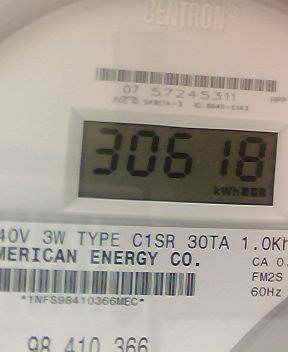 CENTRON®
07 57245311
30618
kWh
40V 3W TYPE C1SR 30TA 1.0Kh
MERICAN ENERGY CO.
CA 0.
FM2S
*1NFS98410366MEC*
60Hz
98 410 366